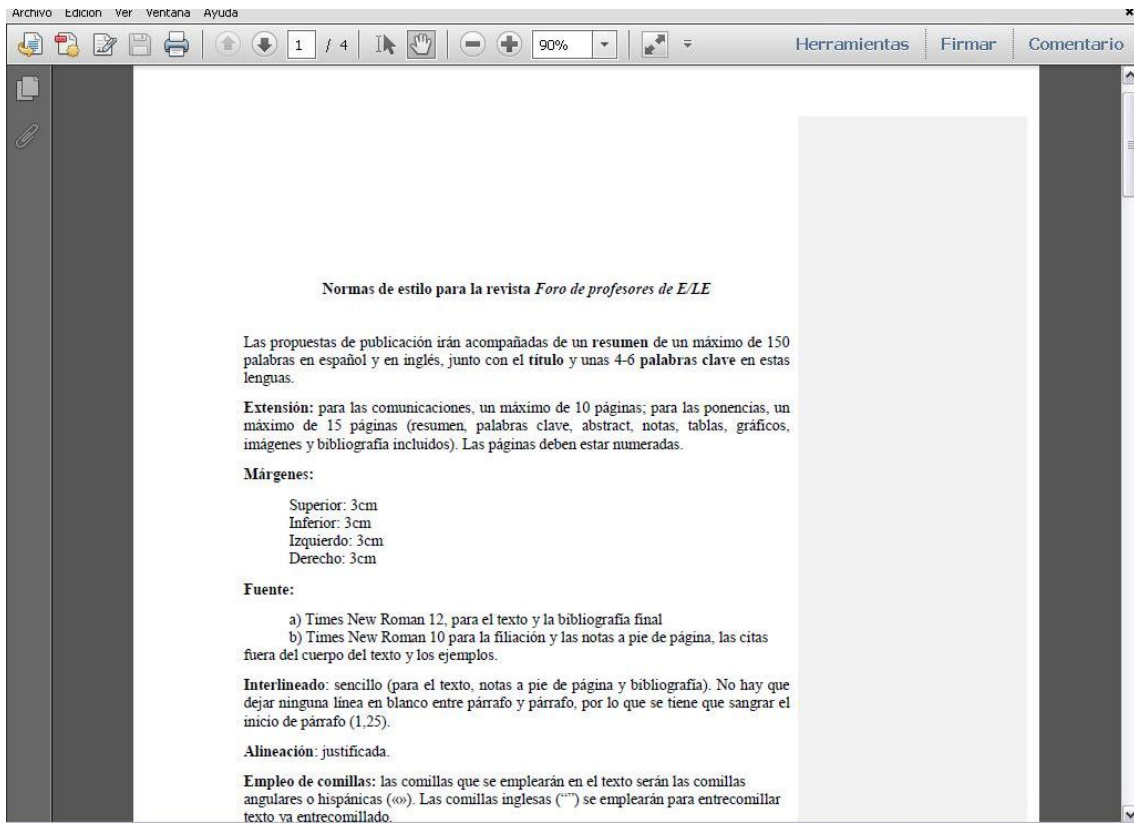 Archivo Edición Ver Ventana Ayuda
1 / 4 90% Herramientas Firmar Comentario
Normas de estilo para la revista Foro de profesores de E/LE
Las propuestas de publicación irán acompañadas de un resumen de un máximo de 150
palabras en español y en inglés, junto con el título y unas 4-6 palabras clave en estas
lenguas.
Extensión: para las comunicaciones, un máximo de 10 páginas; para las ponencias, un
máximo de 15 páginas (resumen, palabras clave, abstract, notas, tablas, gráficos,
imágenes y bibliografía incluidos). Las páginas deben estar numeradas.
Márgenes:
Superior: 3cm
Inferior: 3cm
Izquierdo: 3cm
Derecho: 3cm
Fuente:
a) Times New Roman 12, para el texto y la bibliografía final
b) Times New Roman 10 para la filiación y las notas a pie de página, las citas
fuera del cuerpo del texto y los ejemplos.
Interlineado: sencillo (para el texto, notas a pie de página y bibliografía). No hay que
dejar ninguna línea en blanco entre párrafo y párrafo, por lo que se tiene que sangrar el
inicio de párrafo (1,25).
Alineación: justificada.
Empleo de comillas: las comillas que se emplearán en el texto serán las comillas
angulares o hispánicas («»). Las comillas inglesas (“”) se emplearán para entrecomillar
texto ya entrecomillado.